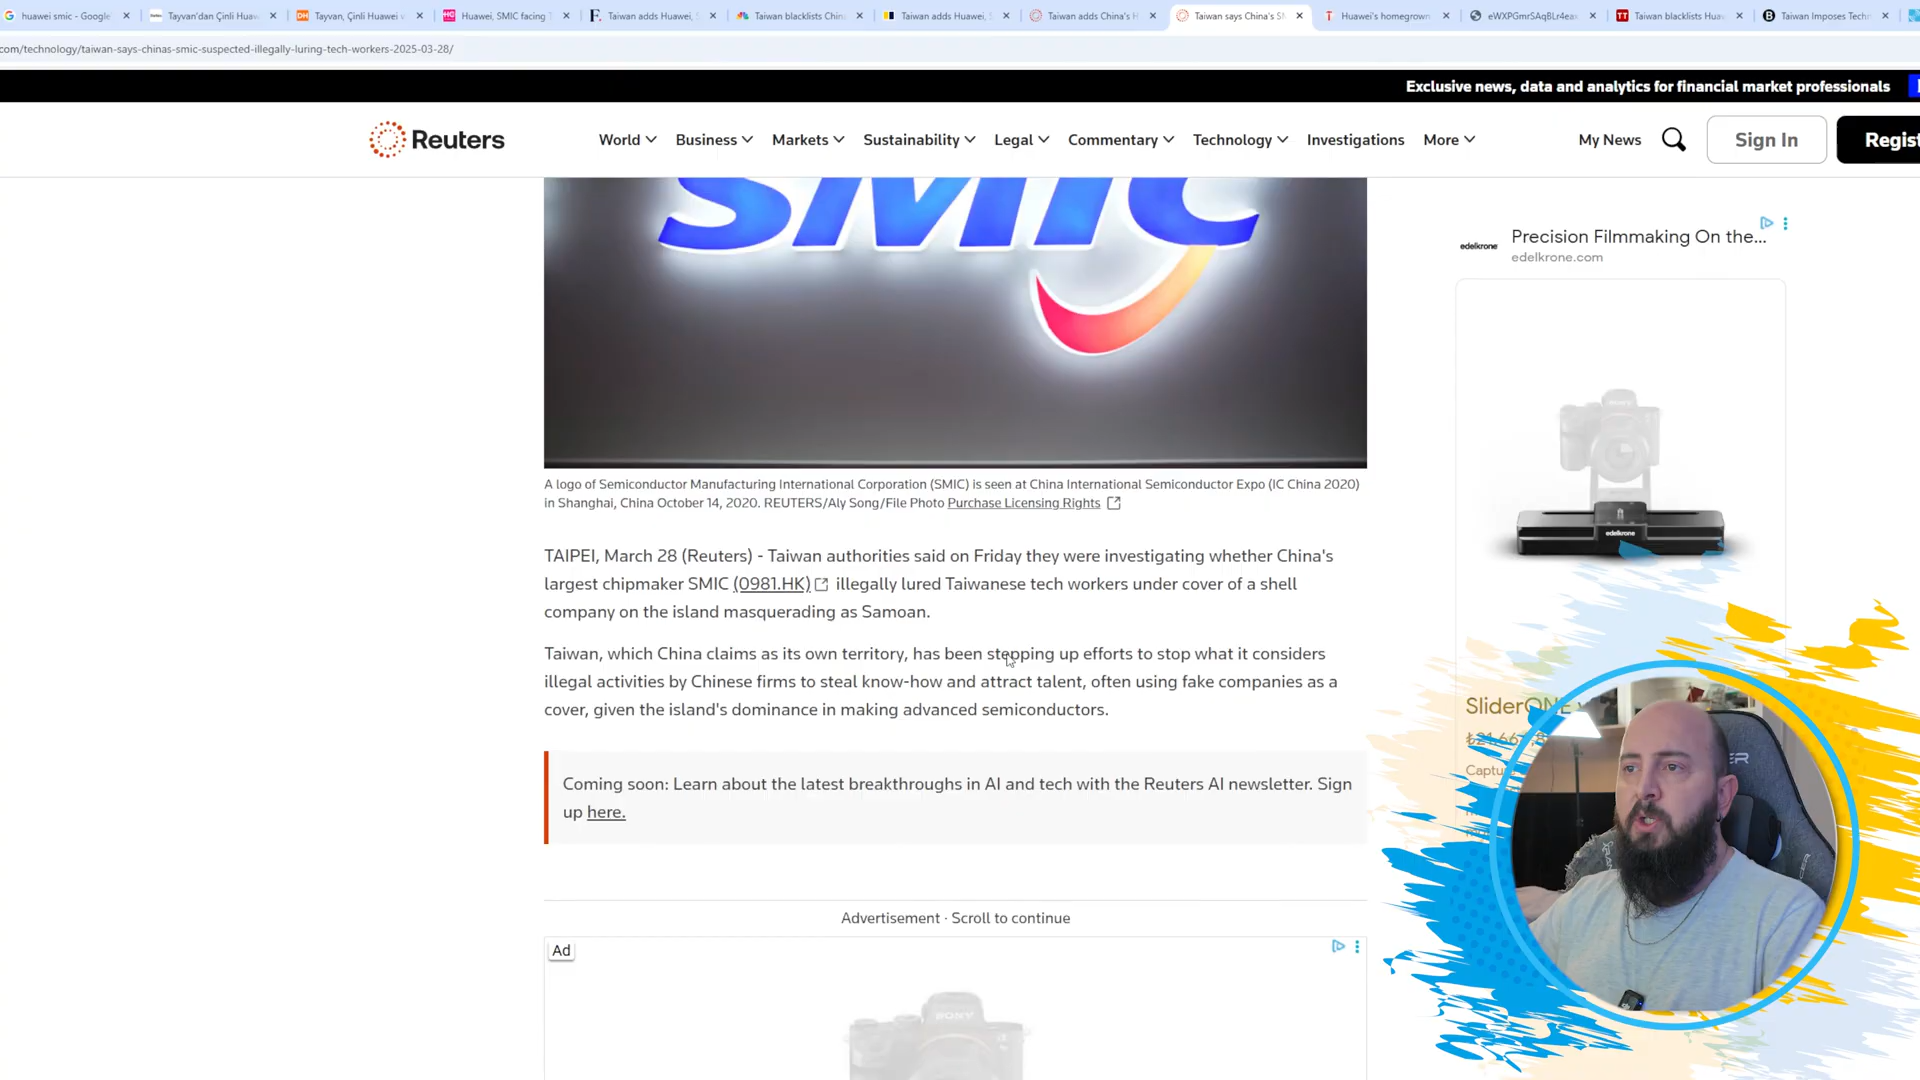 huawei smic - Google
Tayvan'dan Çinli Huaw
Tayvan, Çinli Huawei v
Huawei, SMIC facing T
Taiwan adds Huawei, S
Taiwan blacklists China
Taiwan adds Huawei, S
Taiwan adds China's H
Taiwan says China's SM
Huawei's homegrown
Taiwan blacklists Huaw
Taiwan Imposes Techn
com/technology/taiwan-says-chinas-smic-suspected-illegally-luring-tech-workers-2025-03-28/
Exclusive news, data and analytics for financial market professionals
Reuters
World
Business
Markets
Sustainability
Legal
Commentary
Technology
Investigations
More
My News
Sign In
Regist
SMIC
edelkrone
Precision Filmmaking On the...
edelkrone.com
A logo of Semiconductor Manufacturing International Corporation (SMIC) is seen at China International Semiconductor Expo (IC China 2020)
in Shanghai, China October 14, 2020. REUTERS/Aly Song/File Photo Purchase Licensing Rights
SONY
edelkrone
TAIPEI, March 28 (Reuters) - Taiwan authorities said on Friday they were investigating whether China's
largest chipmaker SMIC (0981.HK) illegally lured Taiwanese tech workers under cover of a shell
company on the island masquerading as Samoan.
Taiwan, which China claims as its own territory, has been stepping up efforts to stop what it considers
illegal activities by Chinese firms to steal know-how and attract talent, often using fake companies as a
cover, given the island's dominance in making advanced semiconductors.
SliderONE
Coming soon: Learn about the latest breakthroughs in AI and tech with the Reuters AI newsletter. Sign
up here.
Advertisement · Scroll to continue
Ad
SONY